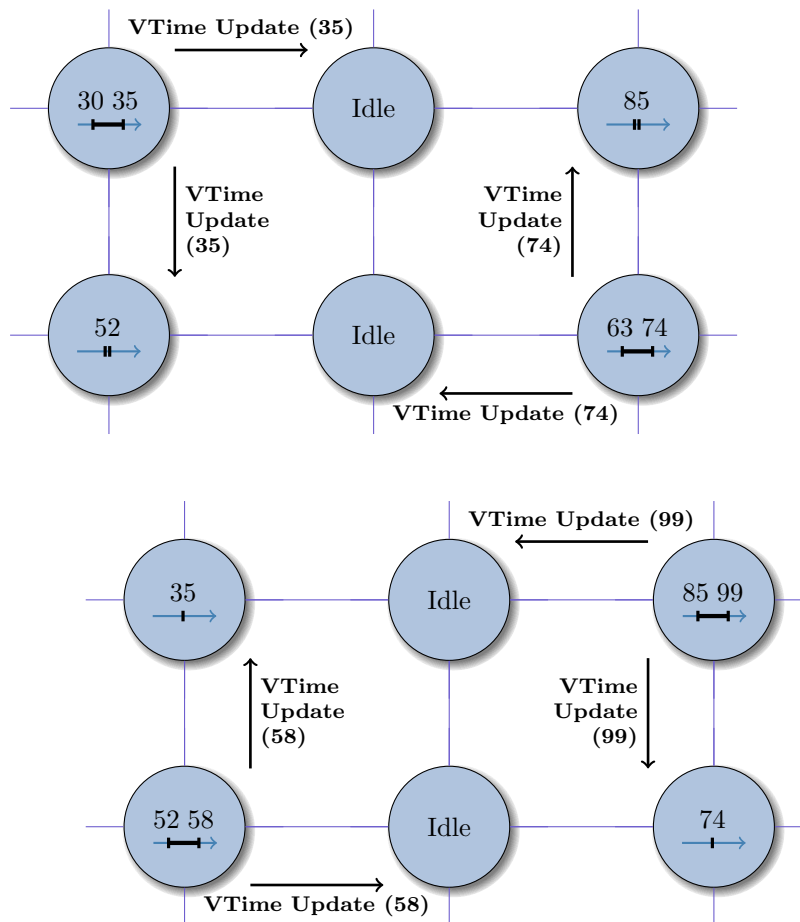 VTime Update (35)
30 35
Idle
85
VTime
Update
(35)
VTime
Update
(74)
52
Idle
63 74
VTime Update (74)
VTime Update (99)
35
Idle
85 99
VTime
Update
(58)
VTime
Update
(99)
52 58
Idle
74
VTime Update (58)